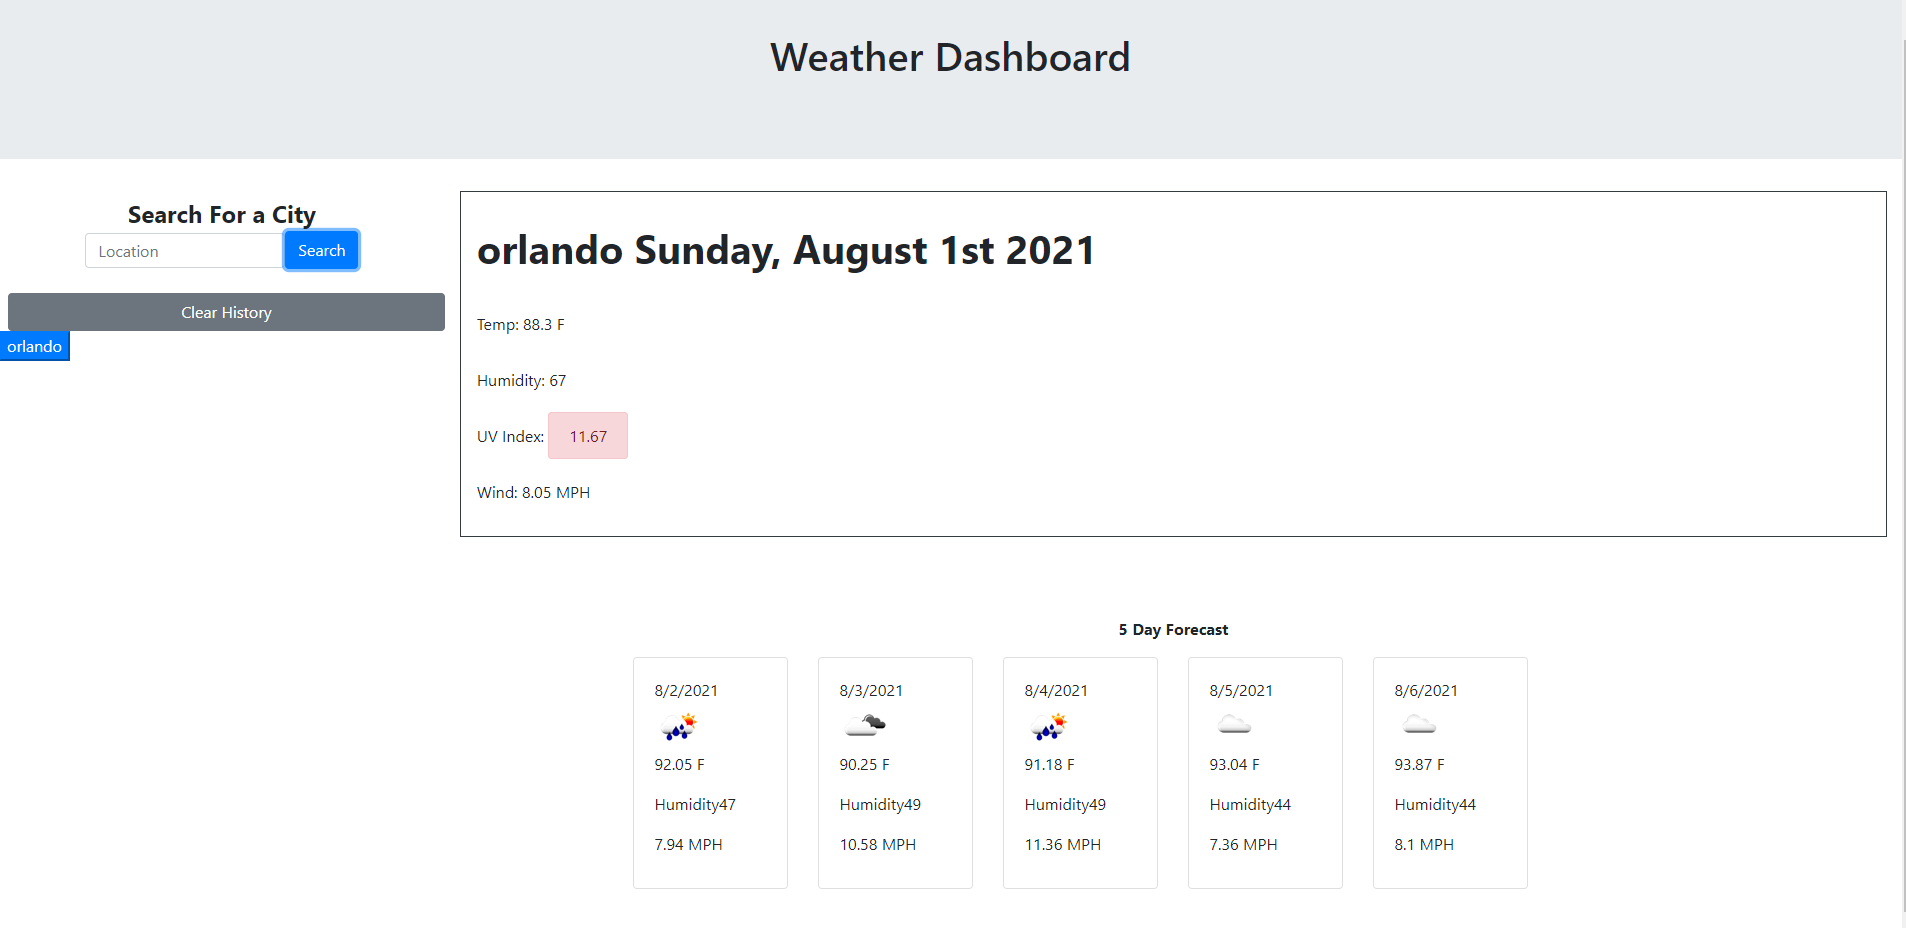 Weather Dashboard
Search For a City
Location
Search
Clear History
orlando
orlando Sunday, August 1st 2021
Temp: 88.3 F
Humidity: 67
UV Index: 11.67
Wind: 8.05 MPH
5 Day Forecast
8/2/2021
92.05 F
Humidity47
7.94 MPH
8/3/2021
90.25 F
Humidity49
10.58 MPH
8/4/2021
91.18 F
Humidity49
11.36 MPH
8/5/2021
93.04 F
Humidity44
7.36 MPH
8/6/2021
93.87 F
Humidity44
8.1 MPH